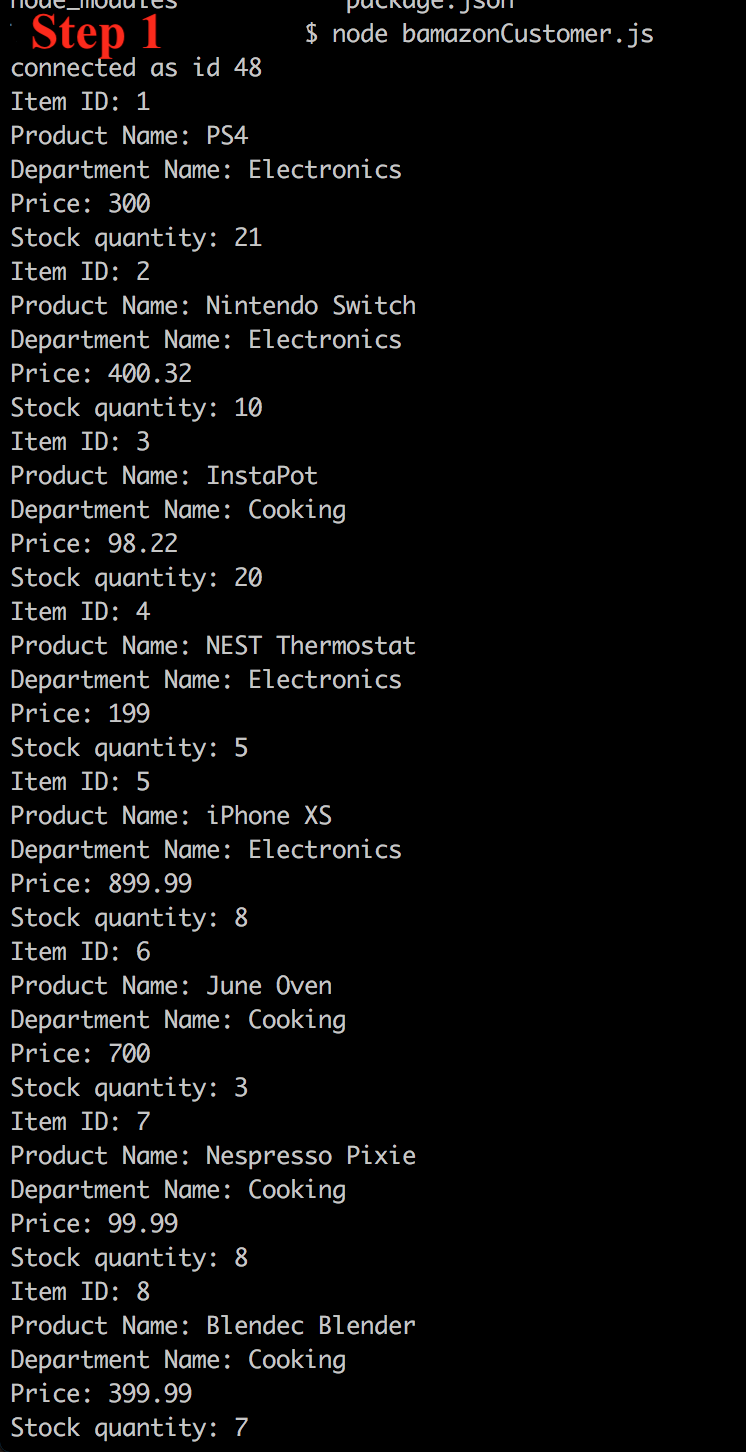 node_modules package.json
Step 1 $ node bamazonCustomer.js
connected as id 48
Item ID: 1
Product Name: PS4
Department Name: Electronics
Price: 300
Stock quantity: 21
Item ID: 2
Product Name: Nintendo Switch
Department Name: Electronics
Price: 400.32
Stock quantity: 10
Item ID: 3
Product Name: InstaPot
Department Name: Cooking
Price: 98.22
Stock quantity: 20
Item ID: 4
Product Name: NEST Thermostat
Department Name: Electronics
Price: 199
Stock quantity: 5
Item ID: 5
Product Name: iPhone XS
Department Name: Electronics
Price: 899.99
Stock quantity: 8
Item ID: 6
Product Name: June Oven
Department Name: Cooking
Price: 700
Stock quantity: 3
Item ID: 7
Product Name: Nespresso Pixie
Department Name: Cooking
Price: 99.99
Stock quantity: 8
Item ID: 8
Product Name: Blendec Blender
Department Name: Cooking
Price: 399.99
Stock quantity: 7